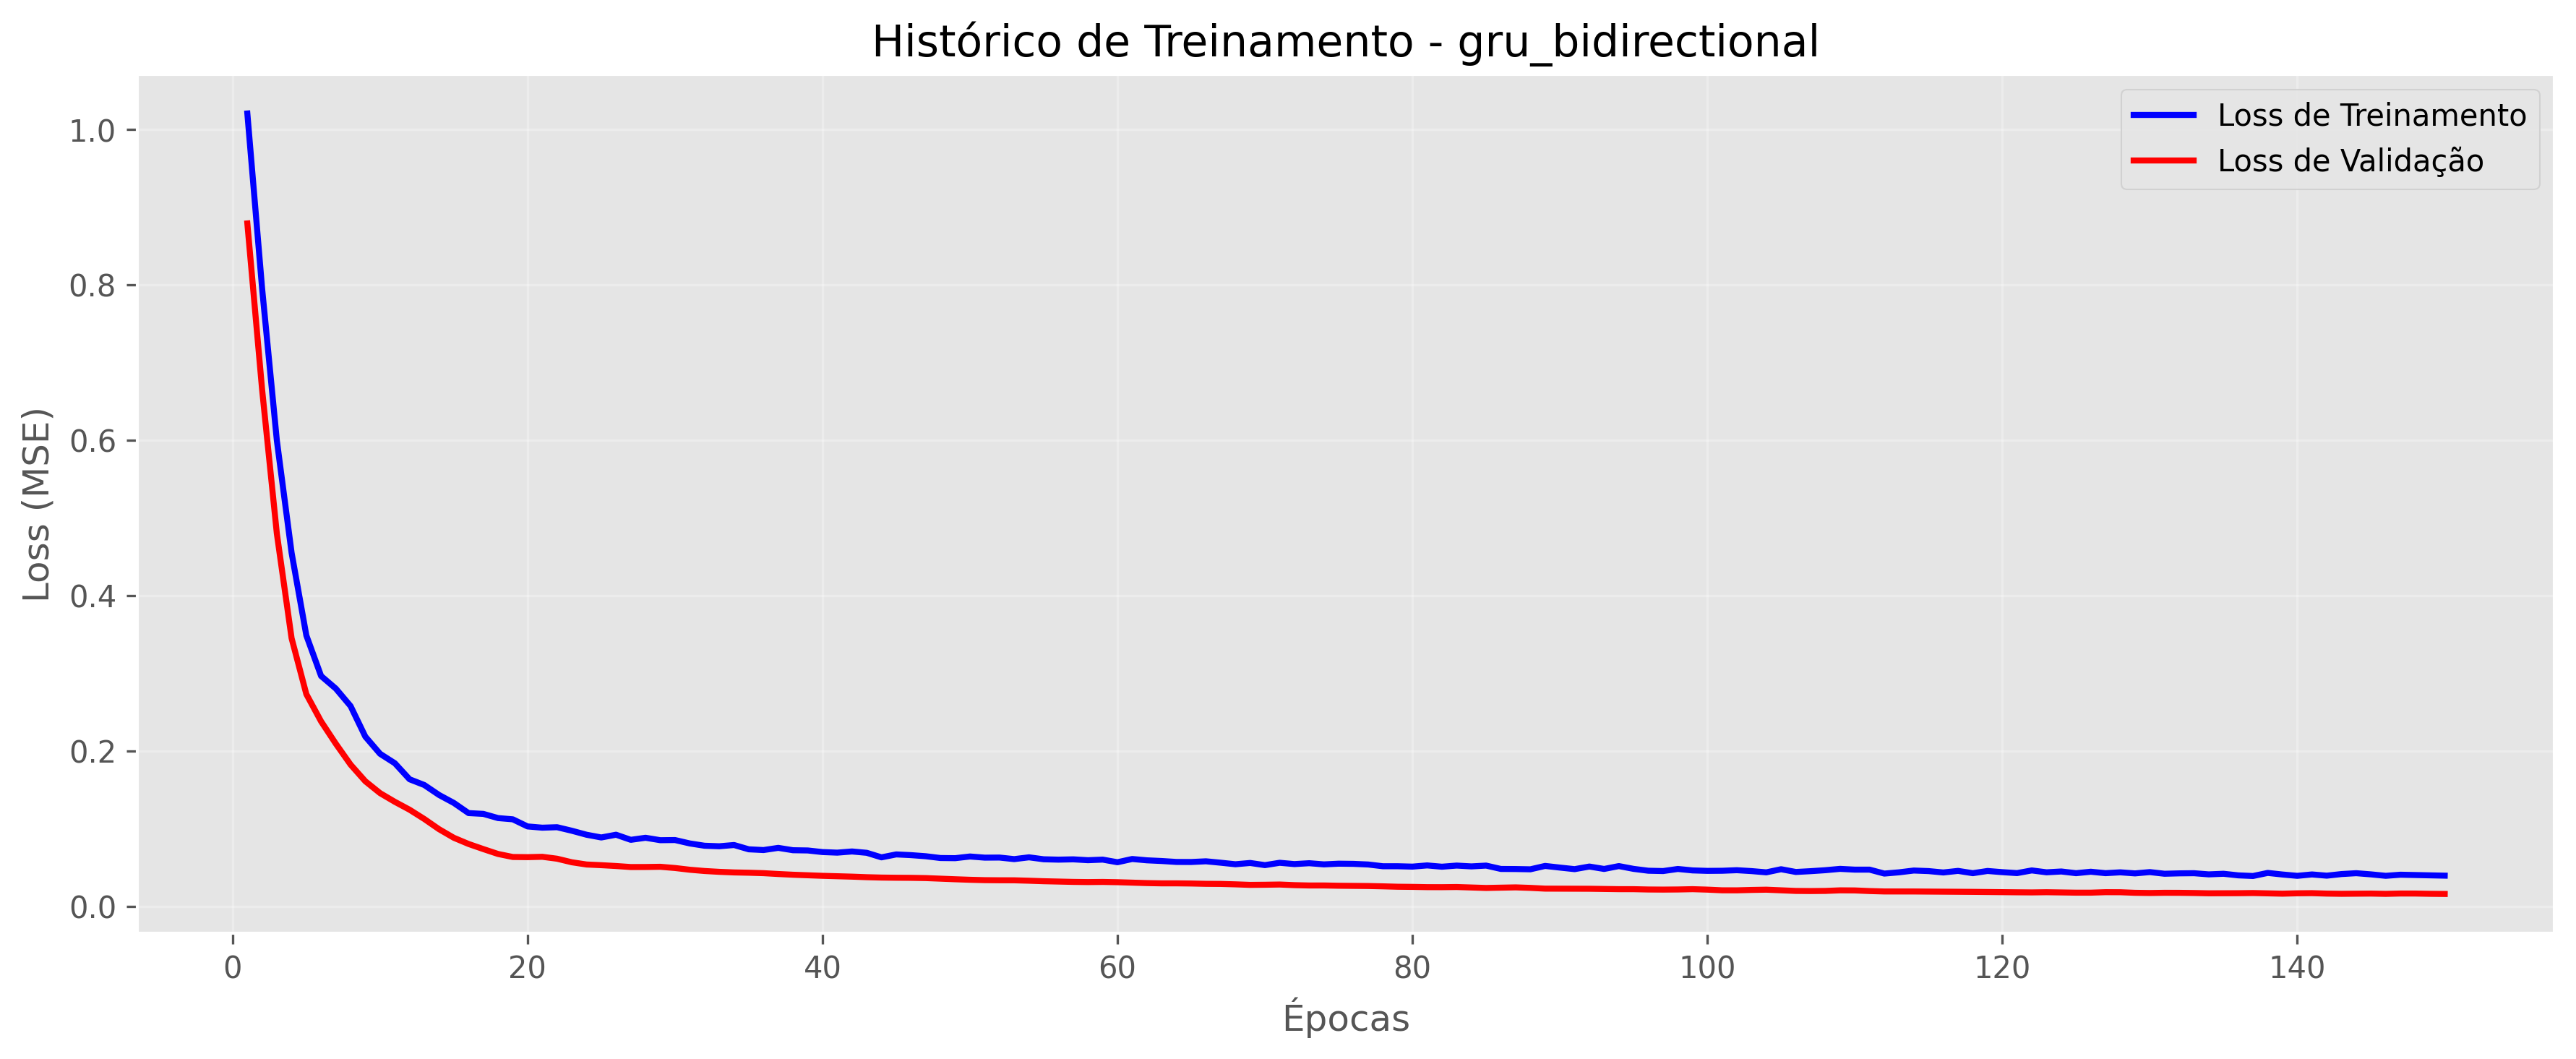 Histórico de Treinamento - gru_bidirectional
Loss de Treinamento
Loss de Validação
Loss (MSE)
1.0
0.8
0.6
0.4
0.2
0.0
0 20 40 60 80 100 120 140
Épocas